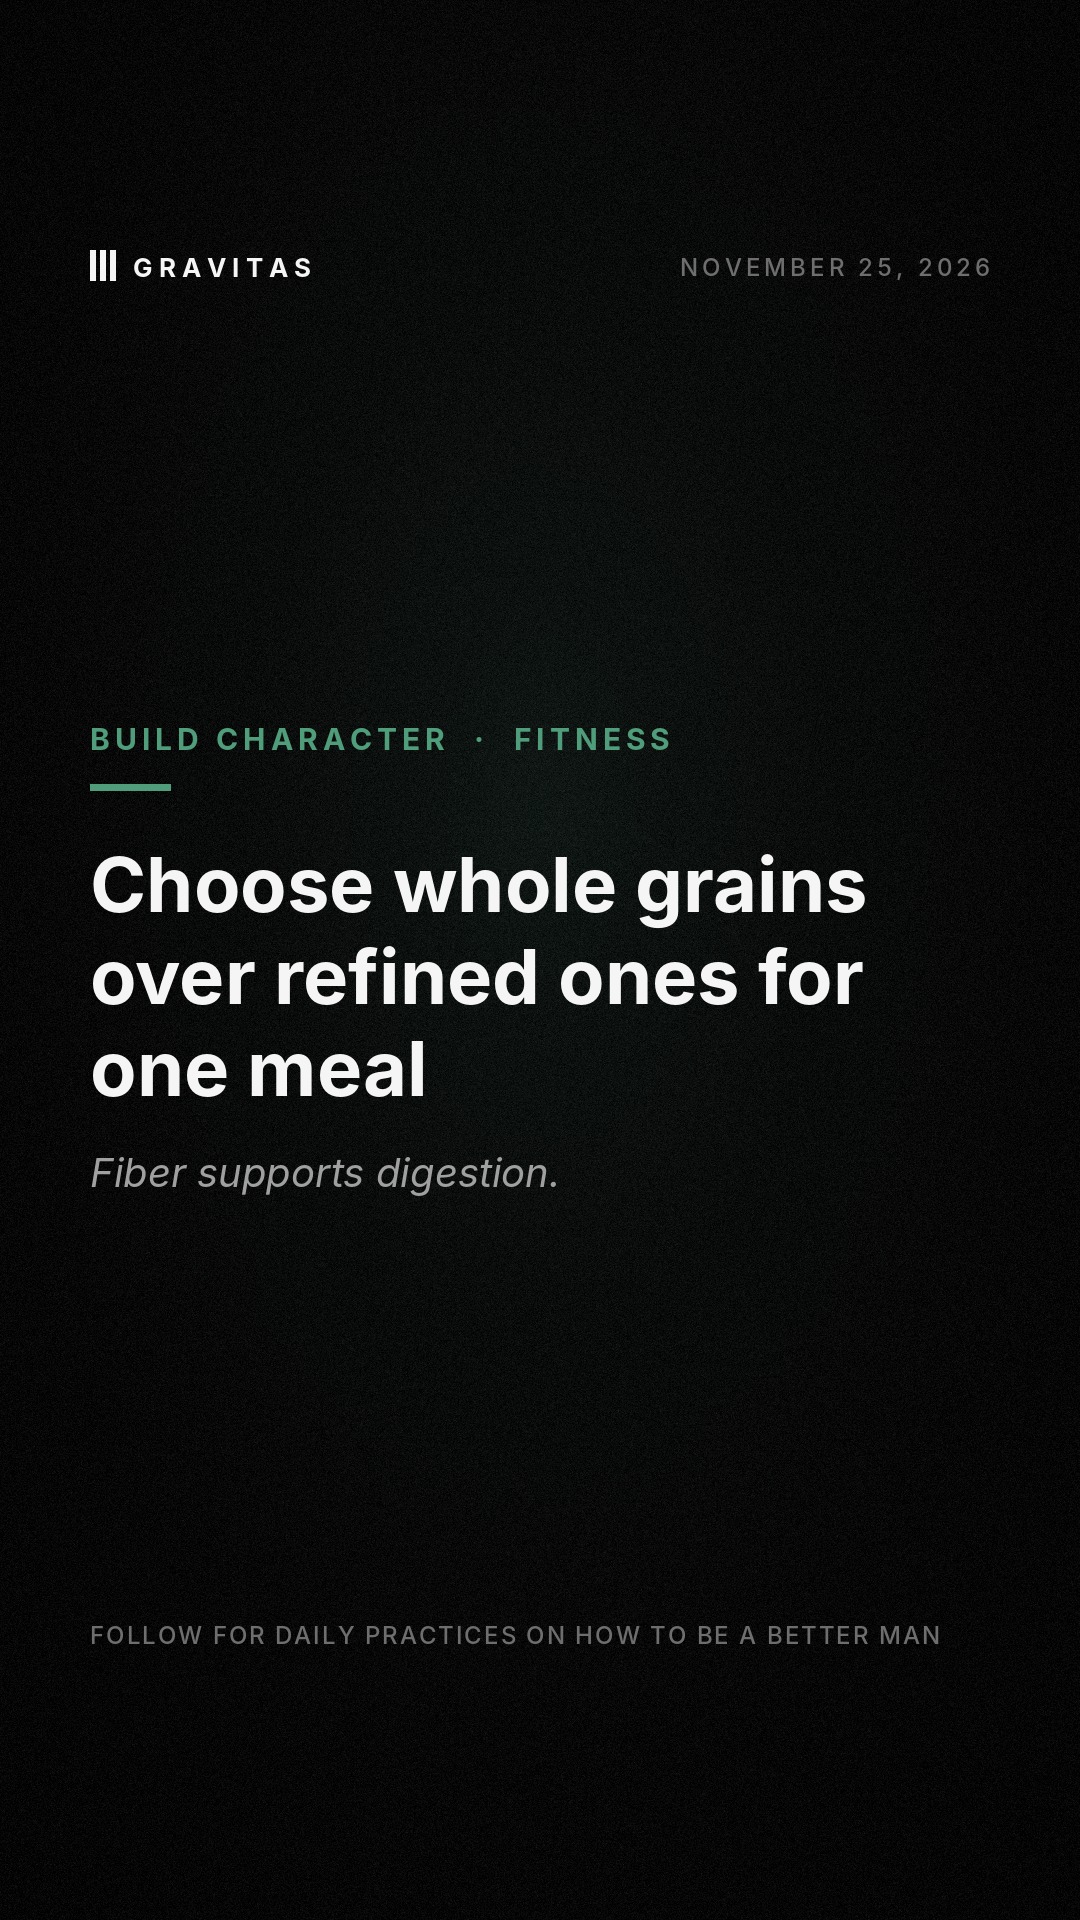 GRAVITAS
NOVEMBER 25, 2026
BUILD CHARACTER · FITNESS
Choose whole grains
over refined ones for
one meal
Fiber supports digestion.
FOLLOW FOR DAILY PRACTICES ON HOW TO BE A BETTER MAN